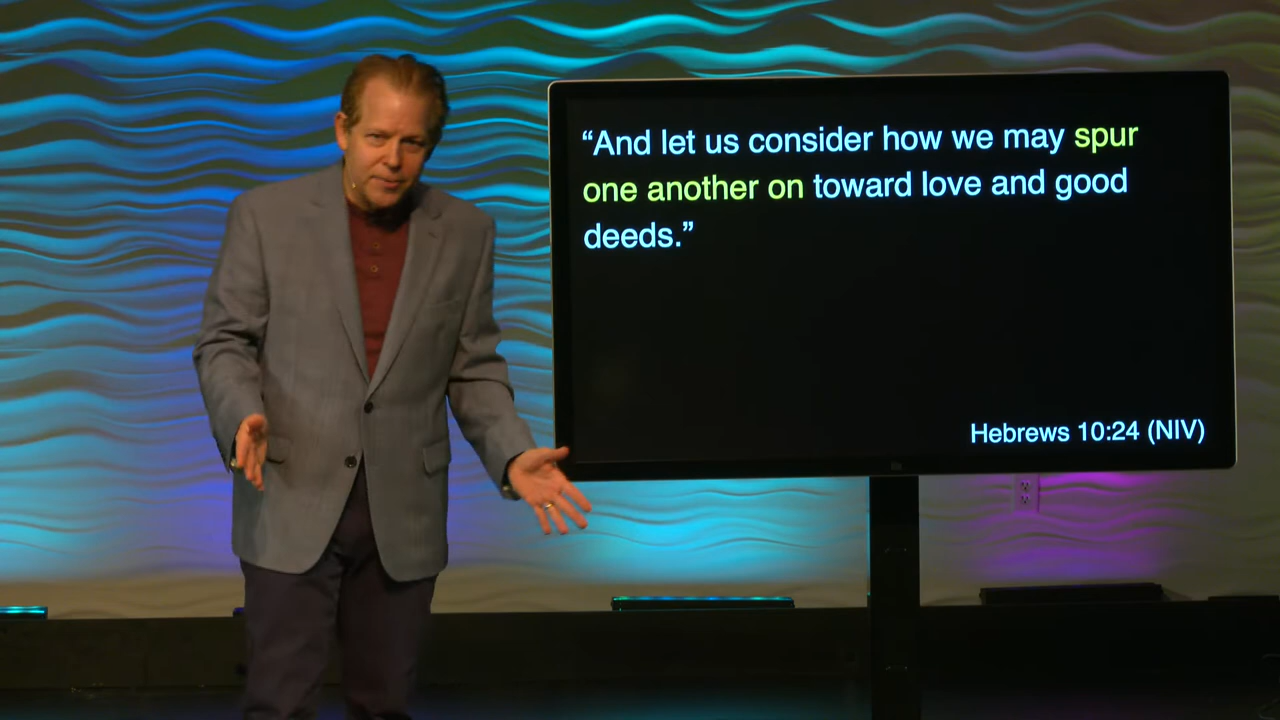 “And let us consider how we may spur
one another on toward love and good
deeds.”
Hebrews 10:24 (NIV)